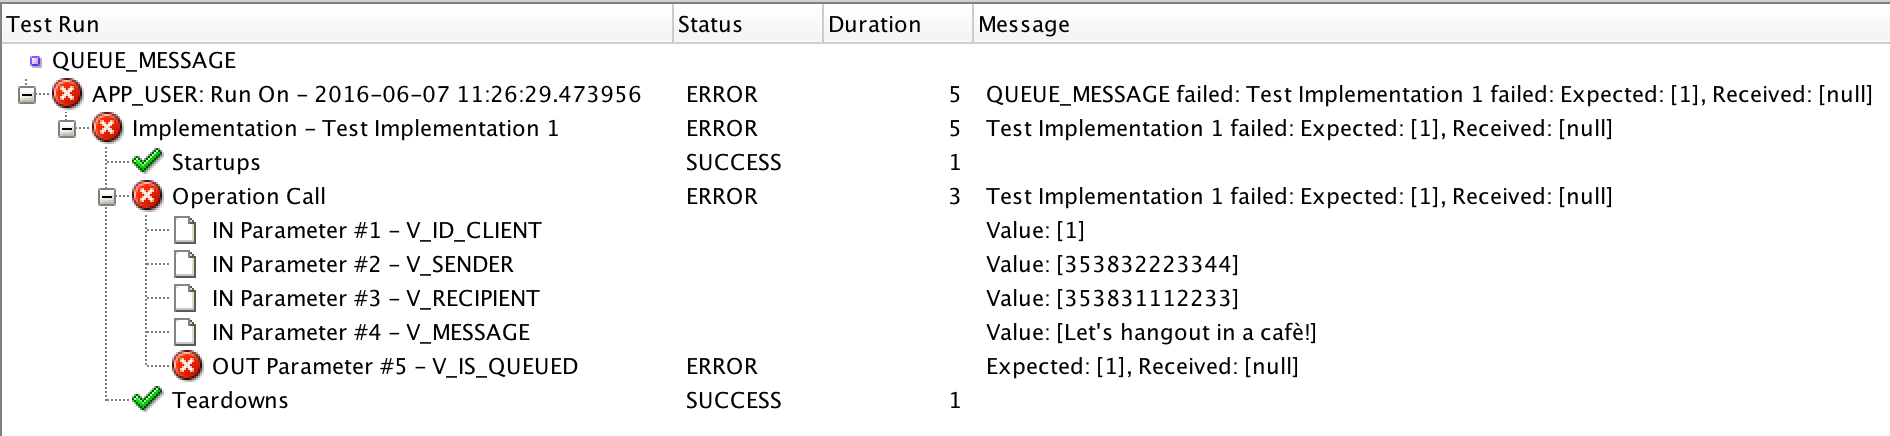 Test Run Status Duration Message
QUEUE_MESSAGE
APP_USER: Run On - 2016-06-07 11:26:29.473956 ERROR 5 QUEUE_MESSAGE failed: Test Implementation 1 failed: Expected: [1], Received: [null]
Implementation - Test Implementation 1 ERROR 5 Test Implementation 1 failed: Expected: [1], Received: [null]
Startups SUCCESS 1
Operation Call ERROR 3 Test Implementation 1 failed: Expected: [1], Received: [null]
IN Parameter #1 - V_ID_CLIENT Value: [1]
IN Parameter #2 - V_SENDER Value: [353832223344]
IN Parameter #3 - V_RECIPIENT Value: [353831112233]
IN Parameter #4 - V_MESSAGE Value: [Let's hangout in a cafè!]
OUT Parameter #5 - V_IS_QUEUED ERROR Expected: [1], Received: [null]
Teardowns SUCCESS 1